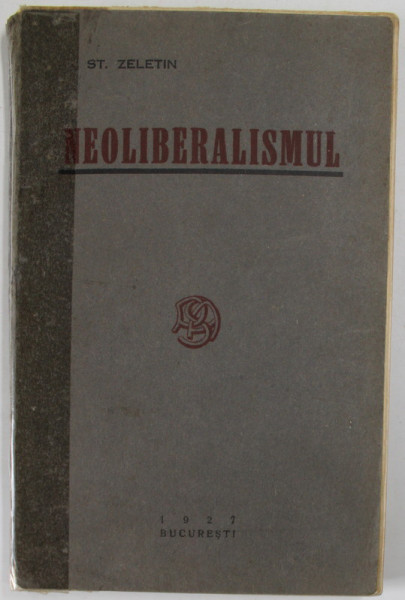 ST. ZELETIN
NEOLIBERALISMUL
1927
BUCUREȘTI